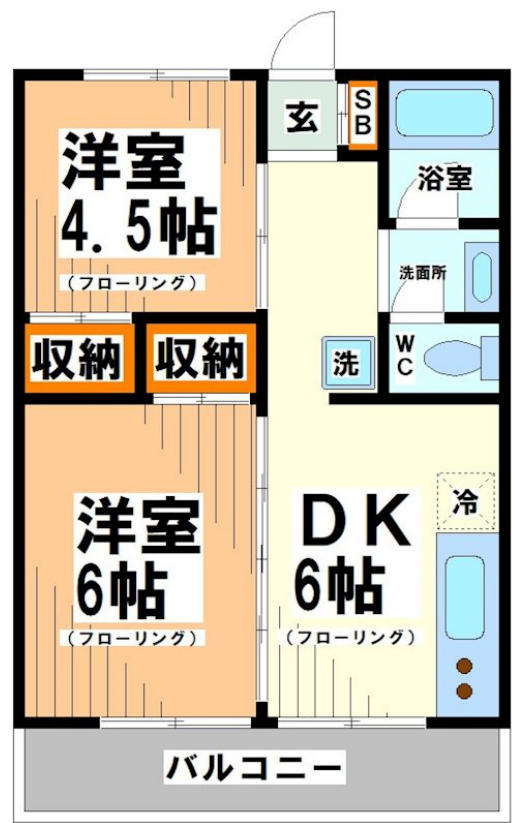 玄
S
B
洋室
4.5帖
(フローリング)
浴室
洗面所
収納
収納
洗
W
C
洋室
6帖
(フローリング)
DK
6帖
(フローリング)
冷
バルコニー